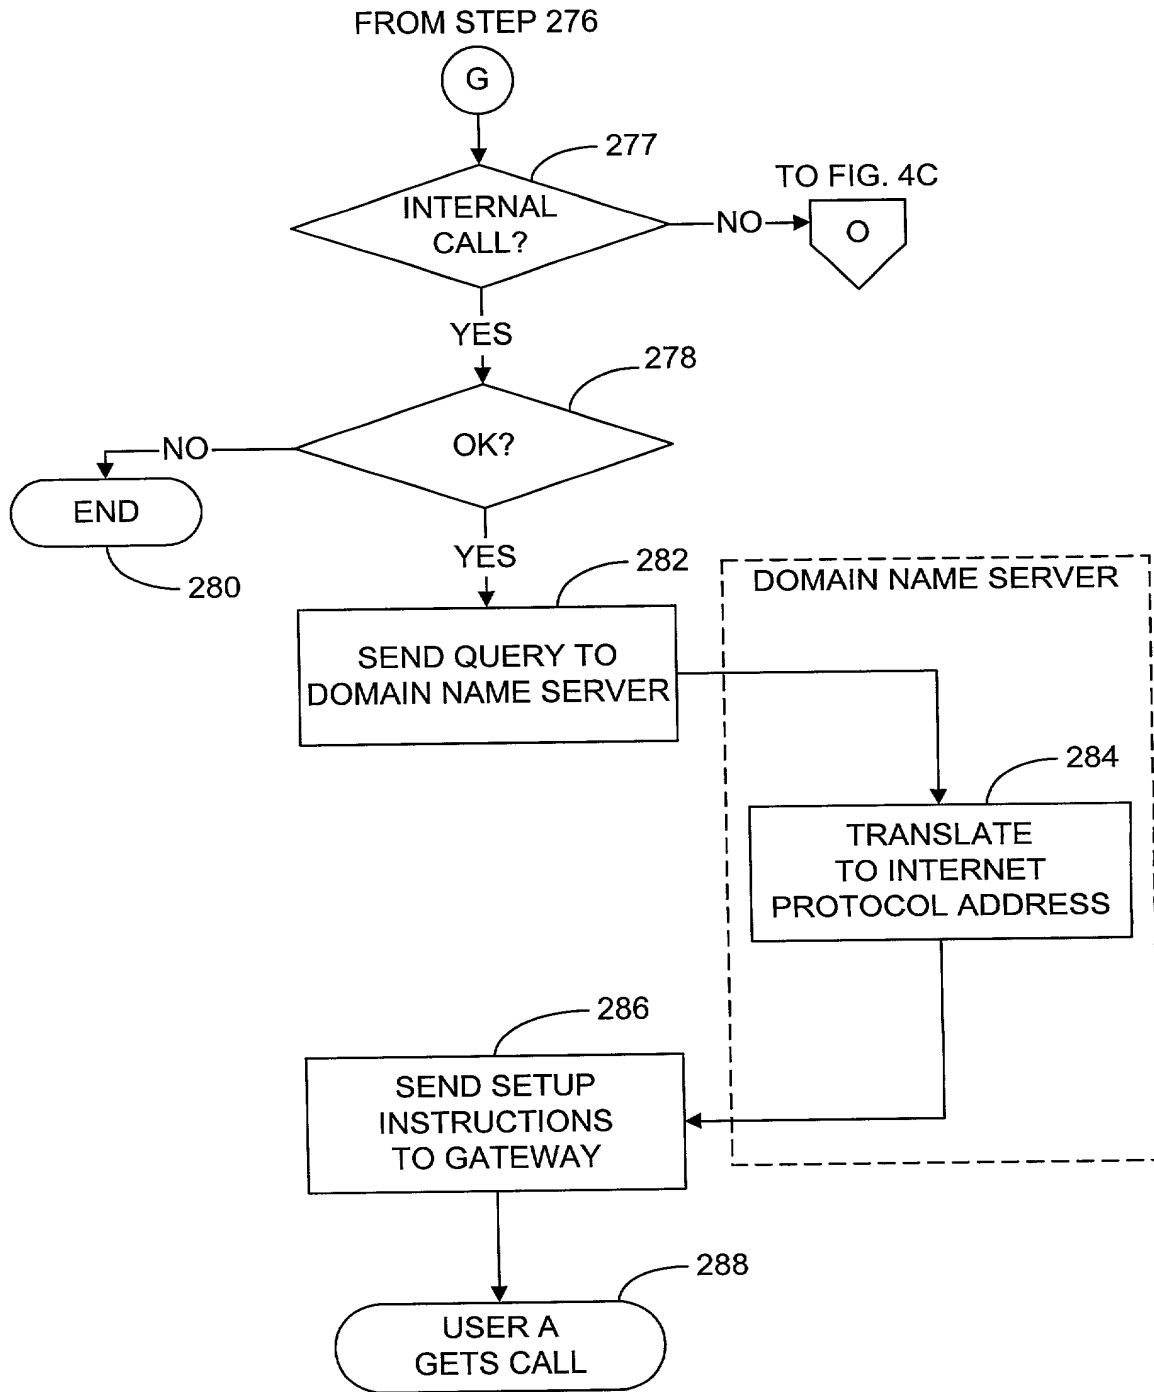 FROM STEP 276
G
277
TO FIG. 4C
INTERNAL
CALL?
NO
O
YES
278
OK?
NO
END
280
YES
282
DOMAIN NAME SERVER
SEND QUERY TO
DOMAIN NAME SERVER
284
TRANSLATE
TO INTERNET
PROTOCOL ADDRESS
286
SEND SETUP
INSTRUCTIONS
TO GATEWAY
288
USER A
GETS CALL